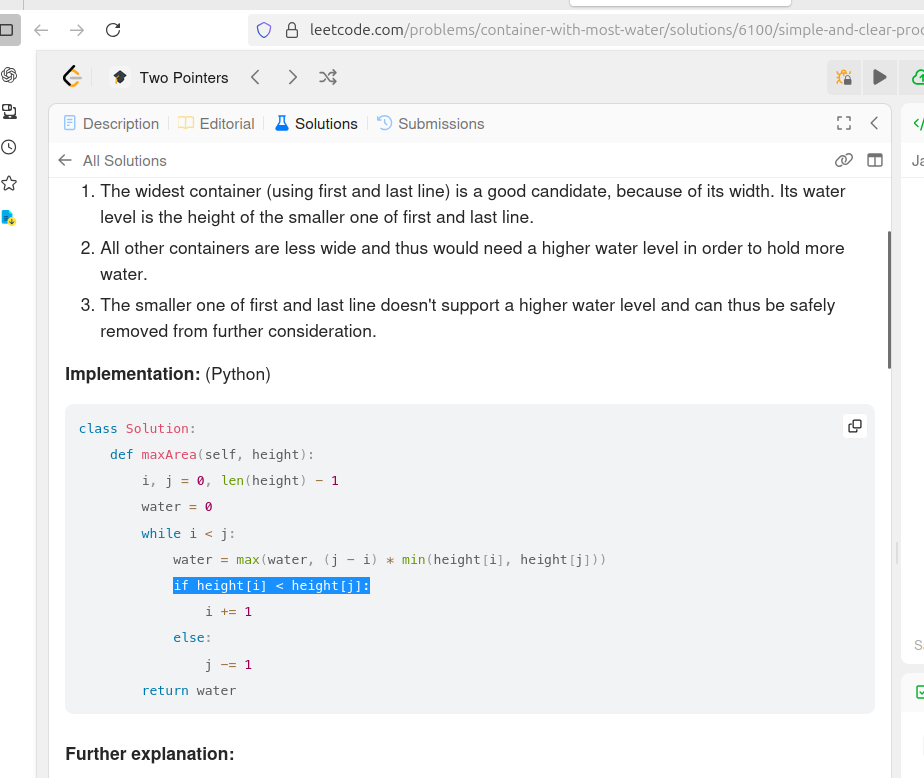 leetcode.com/problems/container-with-most-water/solutions/6100/simple-and-clear-proo
Two Pointers
Description
Editorial
Solutions
Submissions
All Solutions
1. The widest container (using first and last line) is a good candidate, because of its width. Its water
level is the height of the smaller one of first and last line.
2. All other containers are less wide and thus would need a higher water level in order to hold more
water.
3. The smaller one of first and last line doesn't support a higher water level and can thus be safely
removed from further consideration.
Implementation: (Python)
class Solution:
def maxArea(self, height):
i, j = 0, len(height) - 1
water = 0
while i < j:
water = max(water, (j - i) * min(height[i], height[j]))
if height[i] < height[j]:
i += 1
else:
j -= 1
return water
Further explanation: